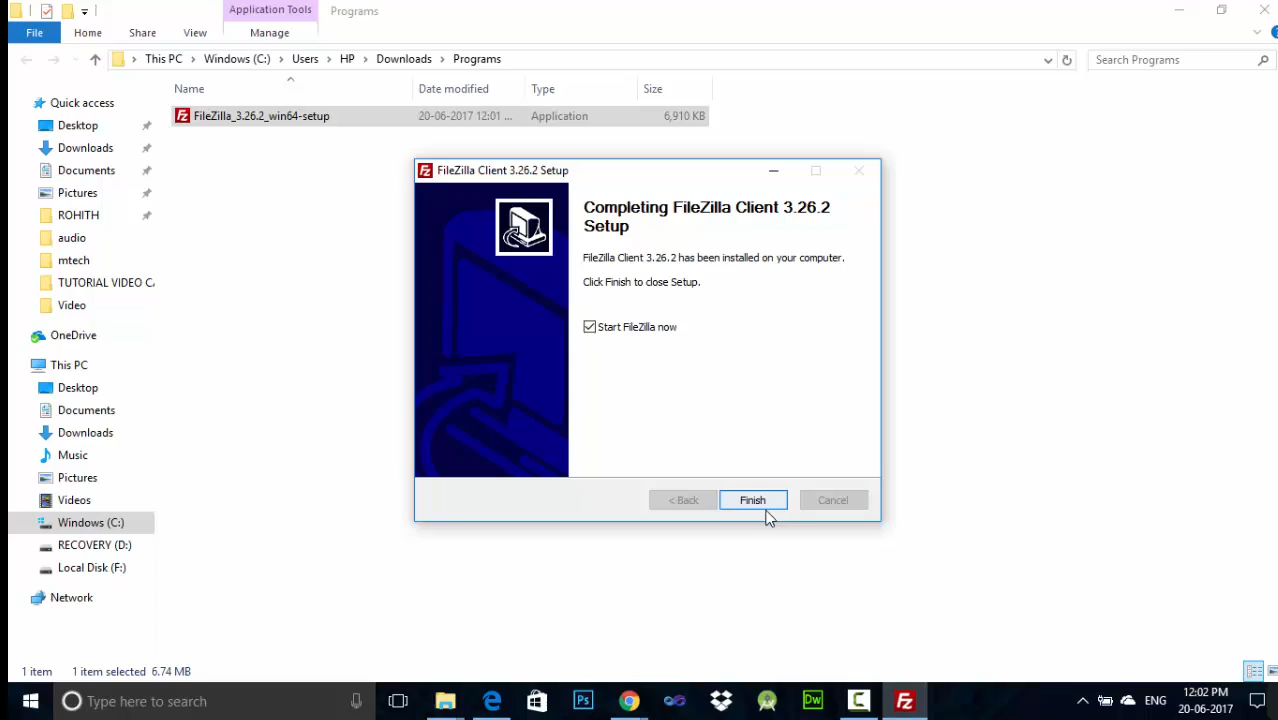 Application Tools Programs
File Home Share View Manage
This PC Windows (C:) Users HP Downloads Programs Search Programs
Name Date modified Type Size
FileZilla_3.26.2_win64-setup 20-06-2017 12:01 ... Application 6,910 KB
Quick access
Desktop
Downloads
Documents
Pictures
ROHITH
audio
mtech
TUTORIAL VIDEO
Video
OneDrive
This PC
Desktop
Documents
Downloads
Music
Pictures
Videos
Windows (C:)
RECOVERY (D:)
Local Disk (F:)
Network
FileZilla Client 3.26.2 Setup
Completing FileZilla Client 3.26.2
Setup
FileZilla Client 3.26.2 has been installed on your computer.
Click Finish to close Setup.
Start FileZilla now
< Back Finish Cancel
1 item 1 item selected 6.74 MB
Type here to search Ps Dw ENG 12:02 PM
20-06-2017